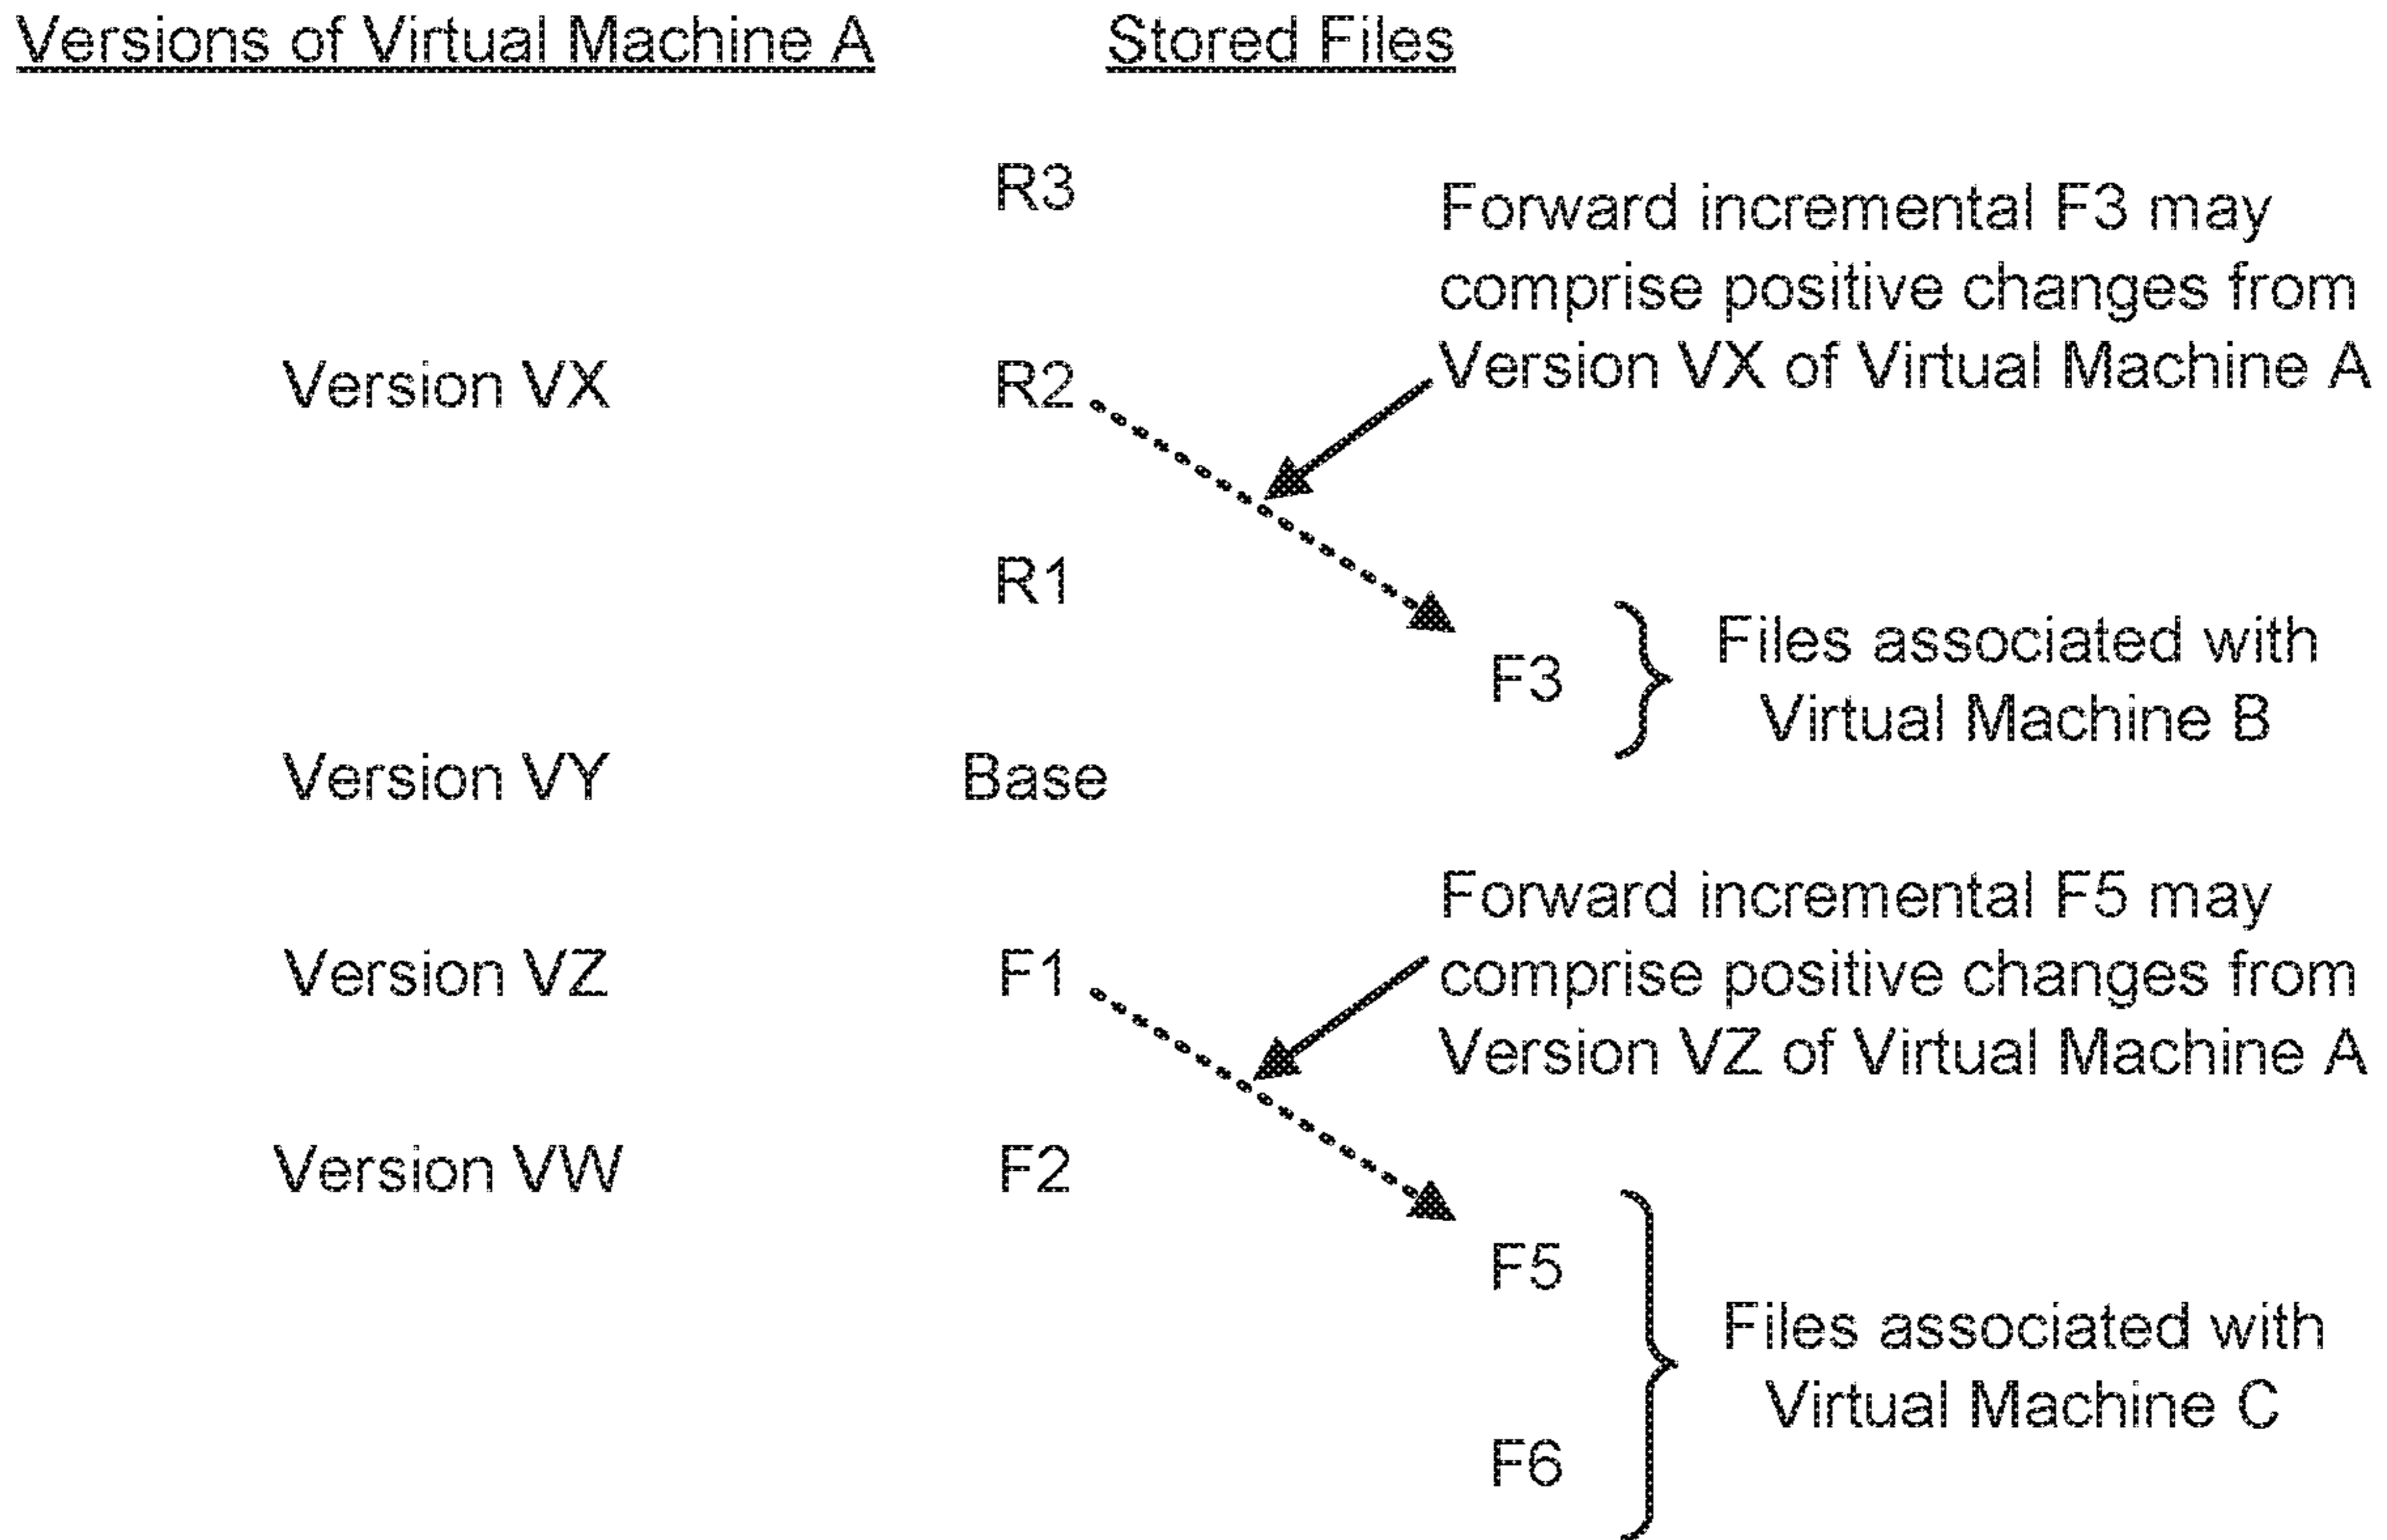 Versions of Virtual Machine A
Stored Files
R3
Forward incremental F3 may
comprise positive changes from
Version VX of Virtual Machine A
Version VX
R2
R1
F3
Files associated with
Virtual Machine B
Version VY
Base
Forward incremental F5 may
comprise positive changes from
Version VZ of Virtual Machine A
Version VZ
F1
Version VW
F2
F5
Files associated with
Virtual Machine C
F6